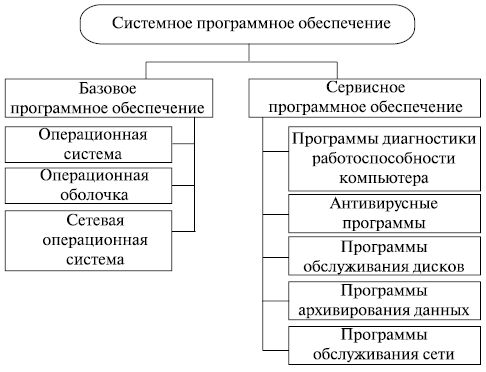 Системное программное обеспечение
Базовое
программное обеспечение
Операционная
система
Операционная
оболочка
Сетевая
операционная
система
Сервисное
программное обеспечение
Программы диагностики
работоспособности
компьютера
Антивирусные
программы
Программы
обслуживания дисков
Программы
архивирования данных
Программы
обслуживания сети